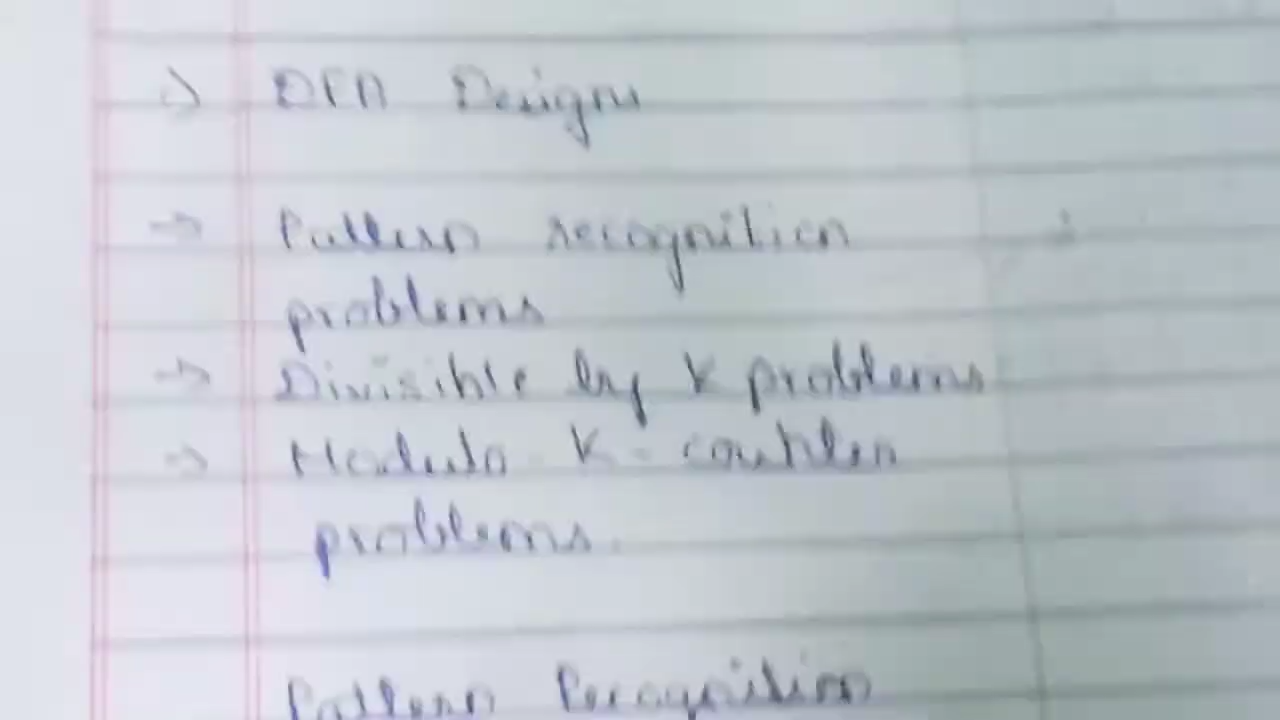 → DFA Designs
→ Pattern recognition
problems
→ Divisible by K problems
→ Modulo K-counter
problems.
Pattern Recognition